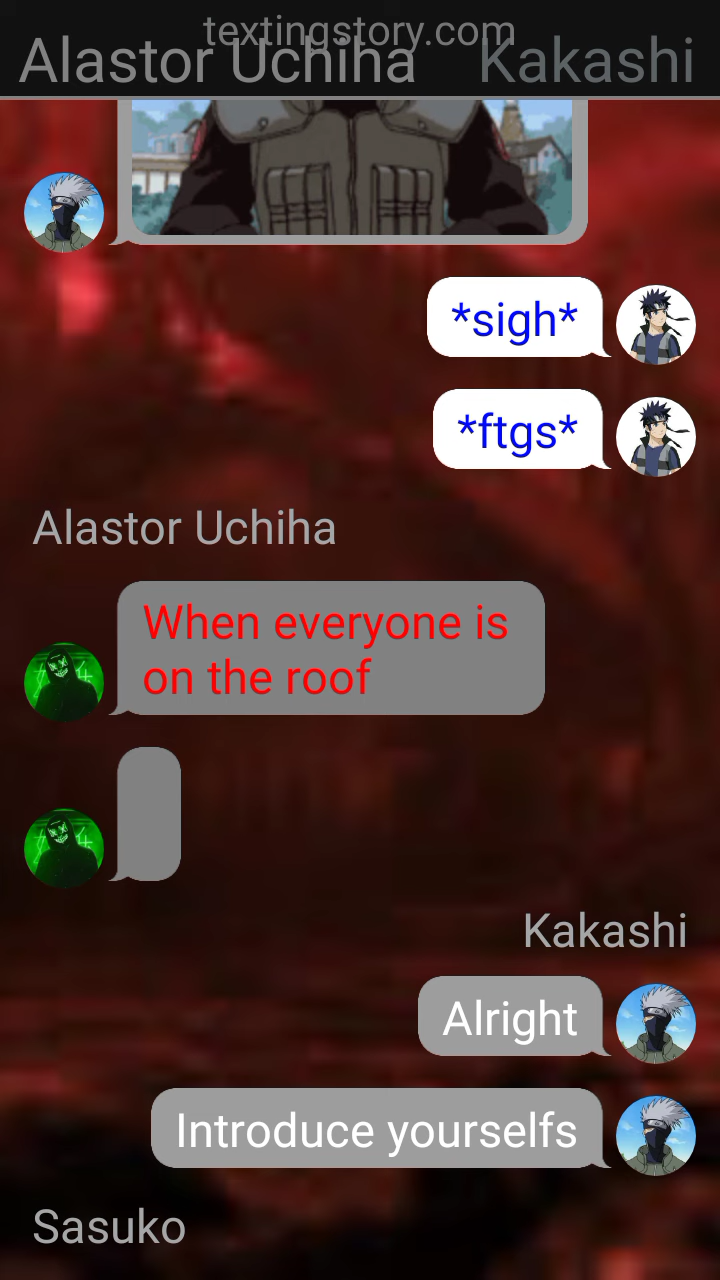 textingstory.com
Alastor Uchiha Kakashi
*sigh*
*ftgs*
Alastor Uchiha
When everyone is
on the roof
Kakashi
Alright
Introduce yourselfs
Sasuko